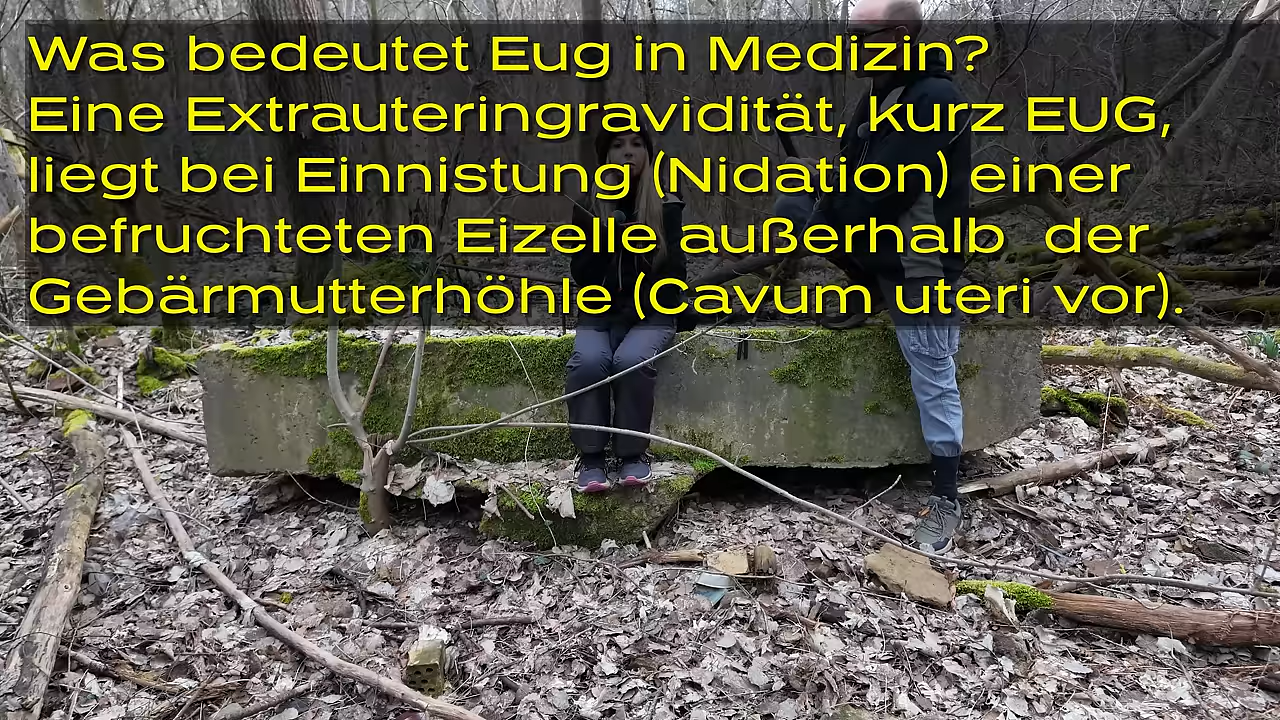 Was bedeutet Eug in Medizin?
Eine Extrauteringravidität, kurz EUG,
liegt bei Einnistung (Nidation) einer
befruchteten Eizelle außerhalb  der
Gebärmutterhöhle (Cavum uteri vor).